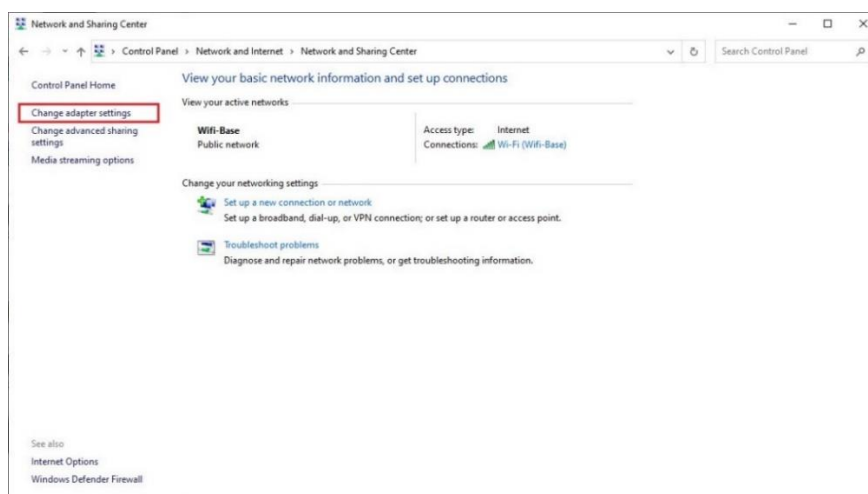 Network and Sharing Center
Control Panel > Network and Internet > Network and Sharing Center
Search Control Panel
Control Panel Home
Change adapter settings
Change advanced sharing
settings
Media streaming options
View your basic network information and set up connections
View your active networks
Wifi-Base
Public network
Access type: Internet
Connections: Wi-Fi (Wifi-Base)
Change your networking settings
Set up a new connection or network
Set up a broadband, dial-up, or VPN connection; or set up a router or access point.
Troubleshoot problems
Diagnose and repair network problems, or get troubleshooting information.
See also
Internet Options
Windows Defender Firewall